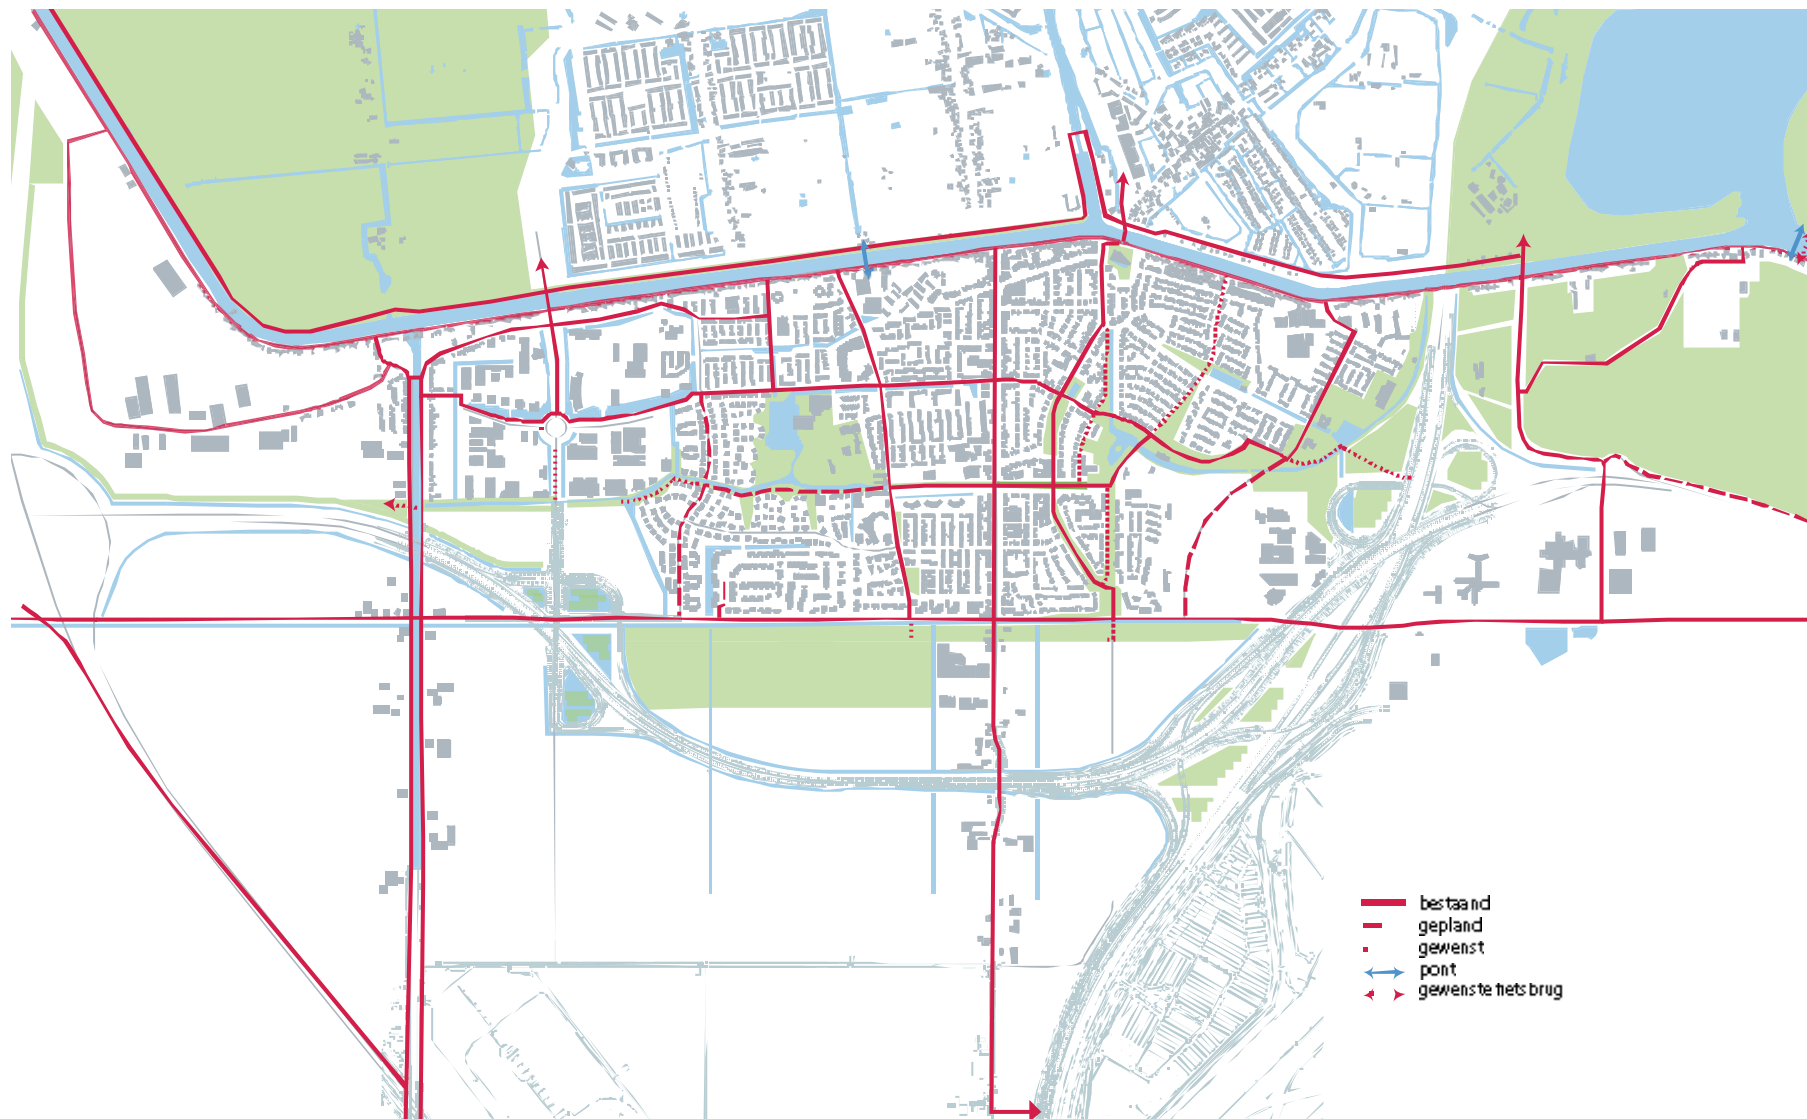 bestaand
gepland
gewenst
pont
gewenste fietsbrug